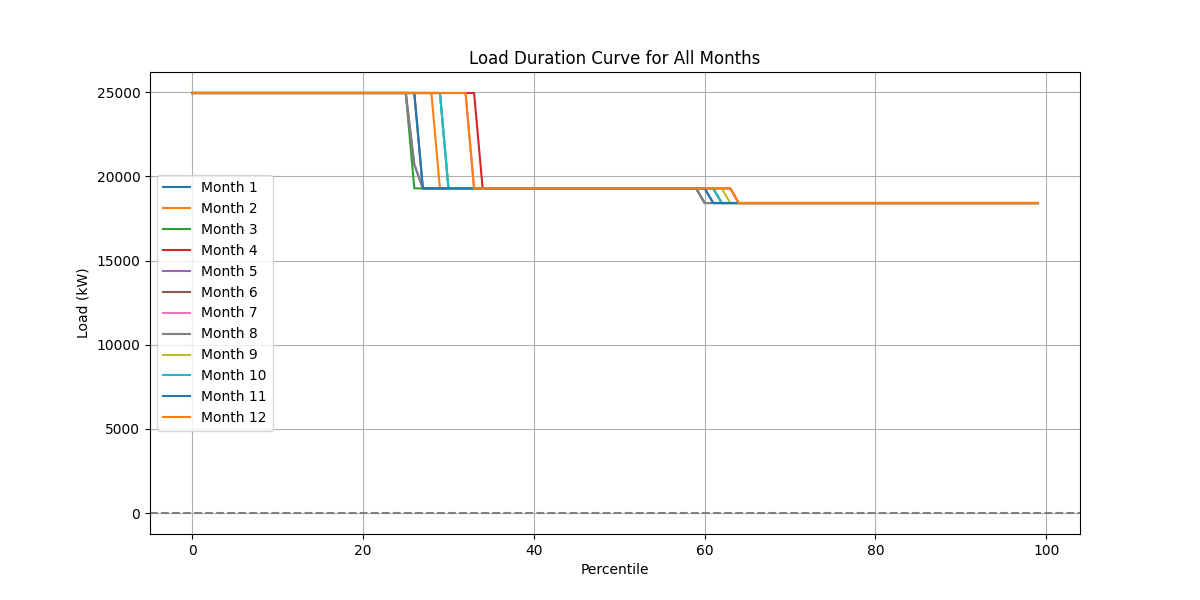 Load Duration Curve for All Months
Load (kW)
25000
20000
15000
10000
5000
0
Month 1
Month 2
Month 3
Month 4
Month 5
Month 6
Month 7
Month 8
Month 9
Month 10
Month 11
Month 12
0 20 40 60 80 100
Percentile